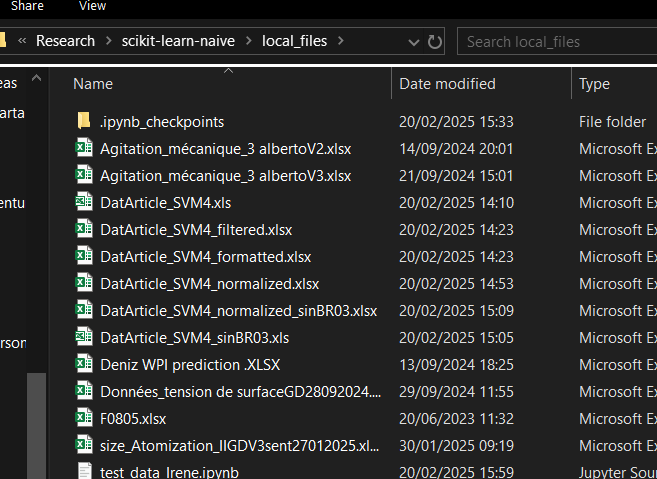 Share View
« Research > scikit-learn-naive > local_files > Search local_files
Name Date modified Type
.ipynb_checkpoints 20/02/2025 15:33 File folder
Agitation_mécanique_3 albertoV2.xlsx 14/09/2024 20:01 Microsoft Ex
Agitation_mécanique_3 albertoV3.xlsx 21/09/2024 15:01 Microsoft Ex
DatArticle_SVM4.xls 20/02/2025 14:10 Microsoft Ex
DatArticle_SVM4_filtered.xlsx 20/02/2025 14:23 Microsoft Ex
DatArticle_SVM4_formatted.xlsx 20/02/2025 14:23 Microsoft Ex
DatArticle_SVM4_normalized.xlsx 20/02/2025 14:53 Microsoft Ex
DatArticle_SVM4_normalized_sinBR03.xlsx 20/02/2025 15:09 Microsoft Ex
DatArticle_SVM4_sinBR03.xls 20/02/2025 15:05 Microsoft Ex
Deniz WPI prediction .XLSX 13/09/2024 18:25 Microsoft Ex
Données_tension de surfaceGD28092024.... 29/09/2024 11:55 Microsoft Ex
F0805.xlsx 20/06/2023 11:32 Microsoft Ex
size_Atomization_IIGDV3sent27012025.xl... 30/01/2025 09:19 Microsoft Ex
test_data_Irene.ipynb 20/02/2025 15:59 Jupyter Sour